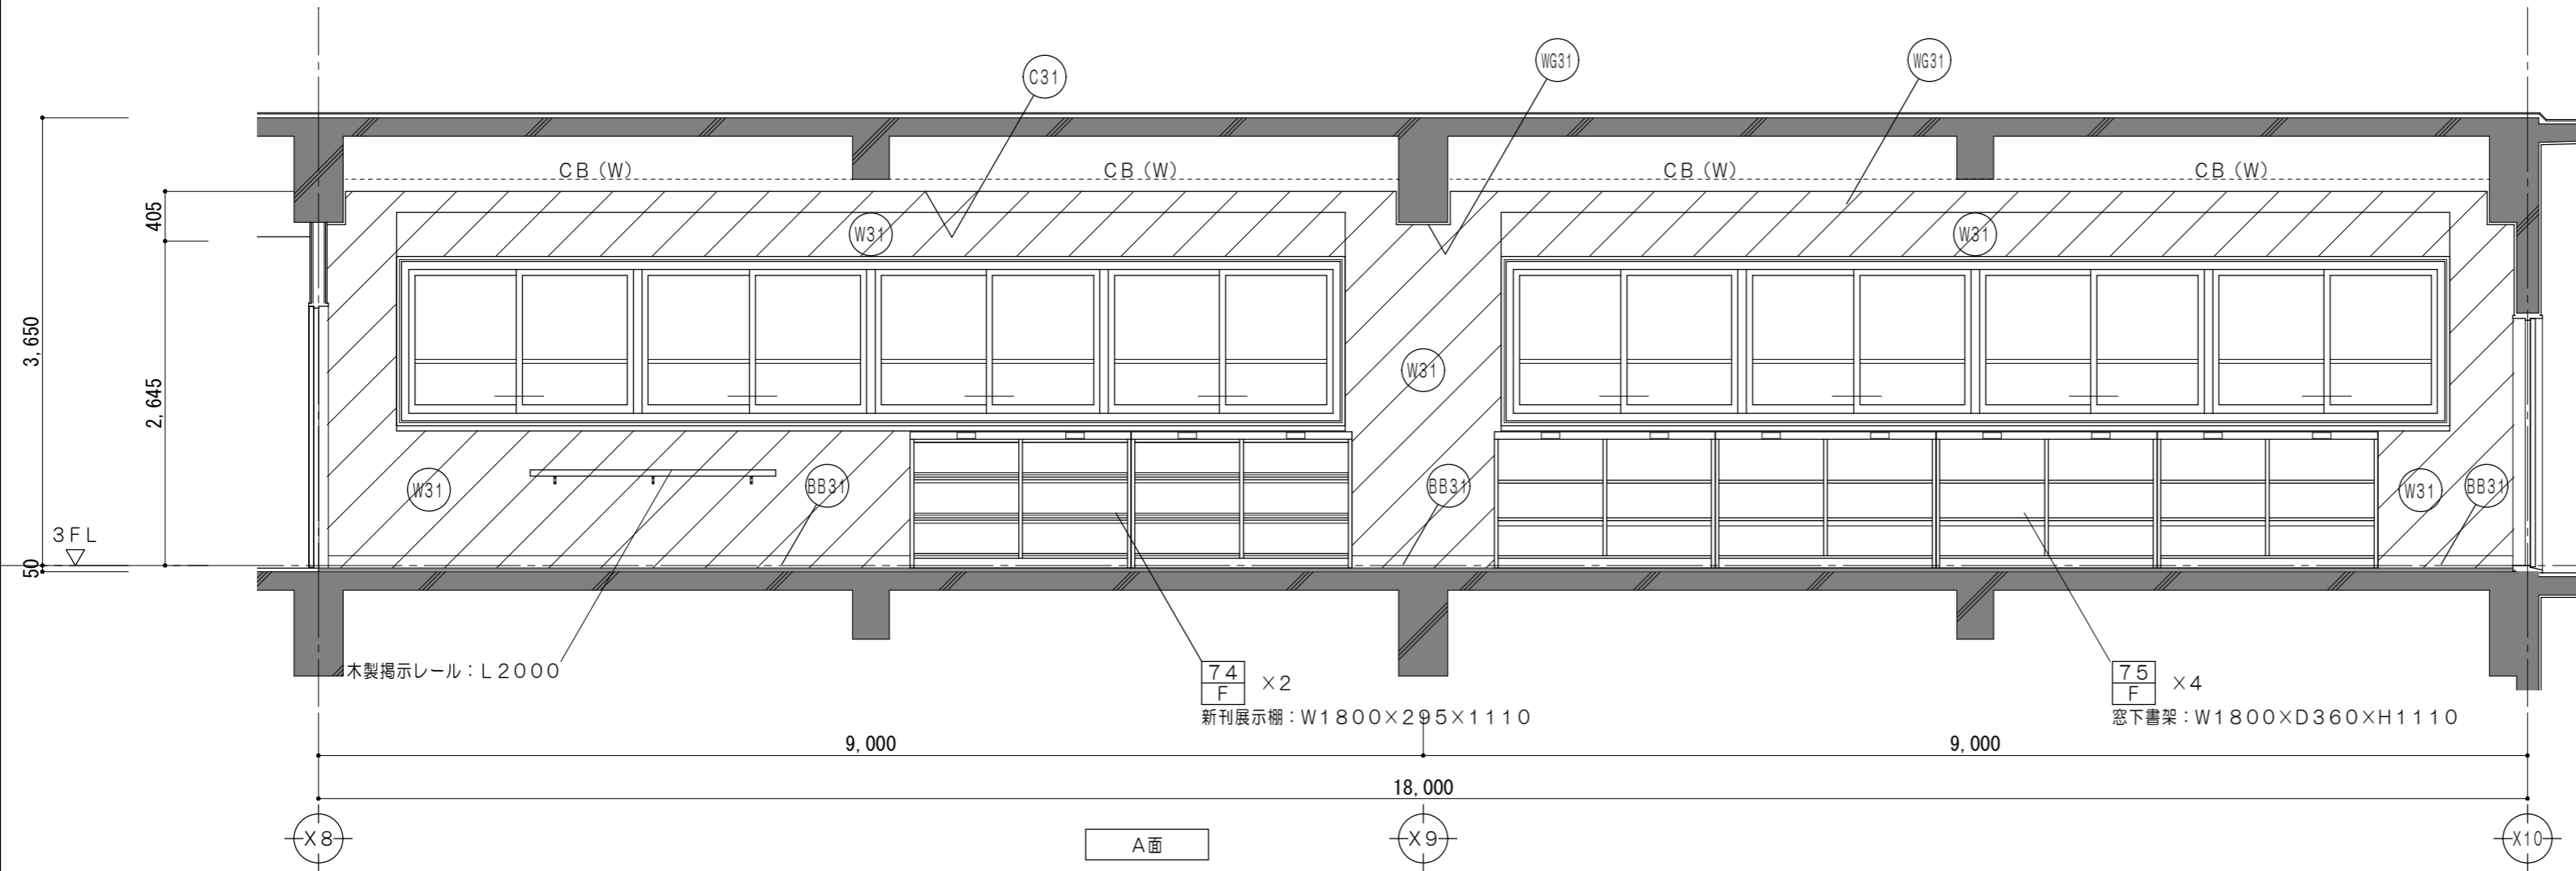 C31
WG31
WG31
CB(W)
CB(W)
CB(W)
CB(W)
405
W31
W31
3,650
2,645
W31
W31
BB31
BB31
W31
BB31
3FL
50
木製掲示レール：L2000
74
F
×2
新刊展示棚：W1800×295×1110
75
F
×4
窓下書架：W1800×D360×H1110
9,000
9,000
18,000
X8
A面
X9
X10